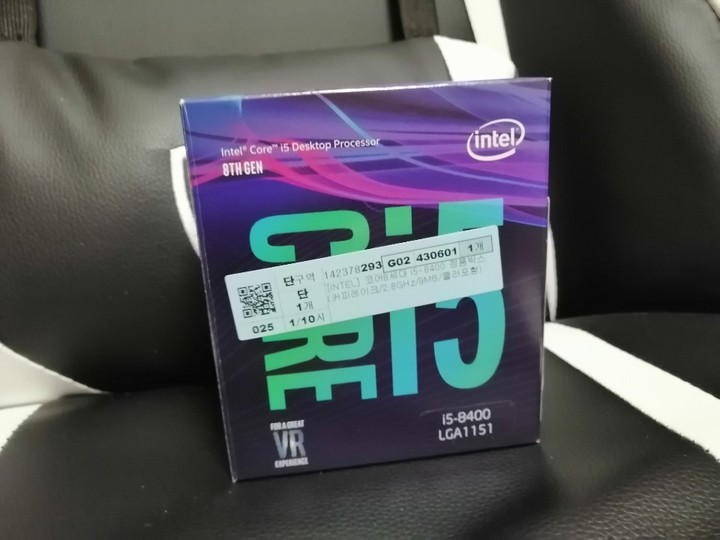 Intel® Core™ i5 Desktop Processor
8TH GEN
intel
CORE i5
단구역 142378293 G02 430601 1개
단 [INTEL] 코어8세대 i5-8400 정품박스
1개 (커피레이크/2.8GHz/9MB/쿨러포함)
025 1/10시
FOR A GREAT
VR
EXPERIENCE
i5-8400
LGA1151